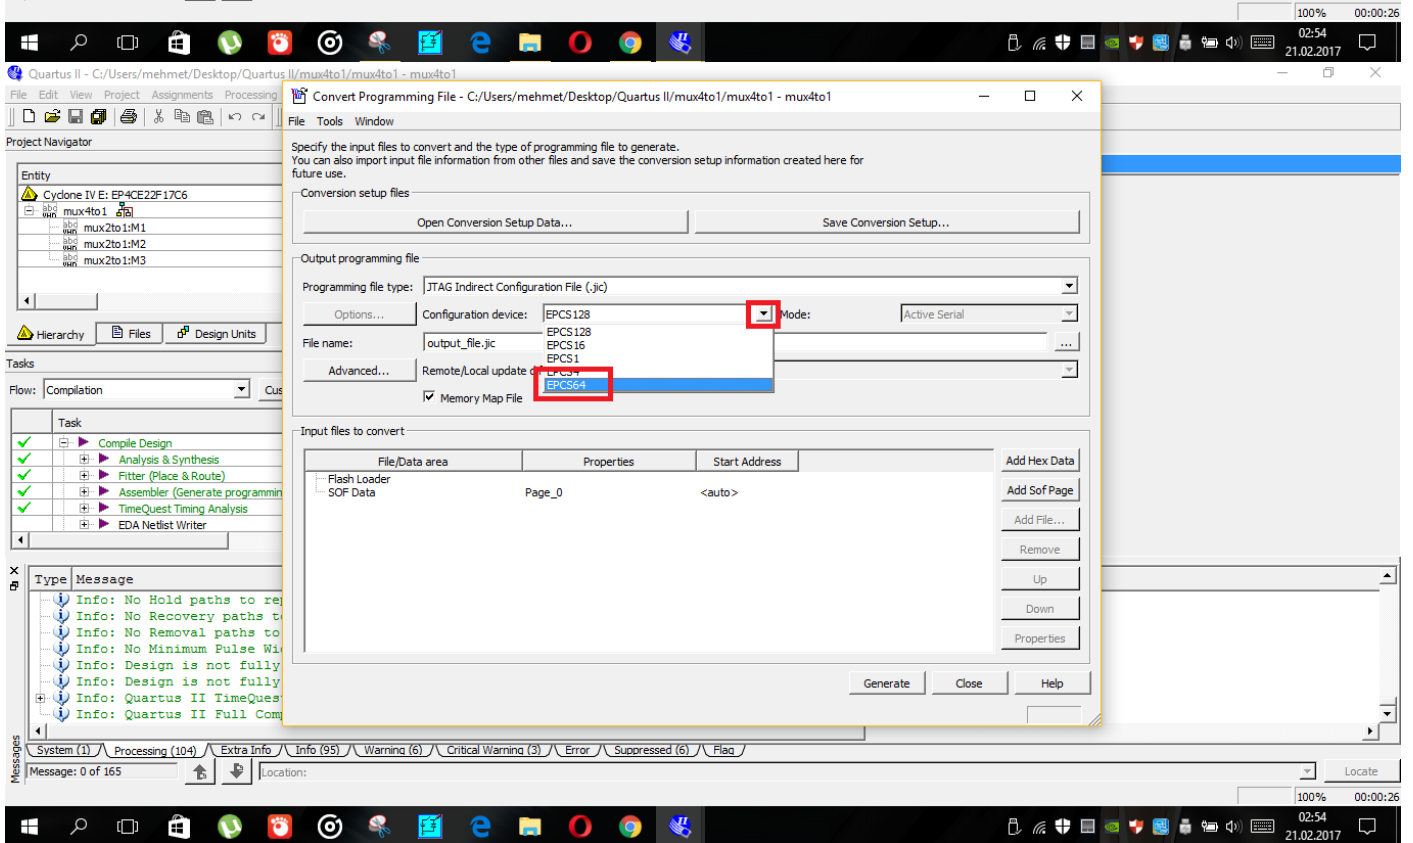 100% 00:00:26
02:54
21.02.2017
Quartus II - C:/Users/mehmet/Desktop/Quartus II/mux4to1/mux4to1 - mux4to1
File Edit View Project Assignments Processing
Convert Programming File - C:/Users/mehmet/Desktop/Quartus II/mux4to1/mux4to1 - mux4to1
File Tools Window
Project Navigator
Specify the input files to convert and the type of programming file to generate.
You can also import input file information from other files and save the conversion setup information created here for
future use.
Entity
Cyclone IV E: EP4CE22F17C6
mux4to1
mux2to1:M1
mux2to1:M2
mux2to1:M3
Hierarchy Files Design Units
Conversion setup files
Open Conversion Setup Data... Save Conversion Setup...
Output programming file
Programming file type: JTAG Indirect Configuration File (.jic)
Options... Configuration device: EPCS128 Mode: Active Serial
EPCS128
File name: output_file.jic EPCS16 ...
EPCS1
Advanced... Remote/Local update EPCS4
EPCS64
Memory Map File
Tasks
Flow: Compilation Cus
Task
Compile Design
Analysis & Synthesis
Fitter (Place & Route)
Assembler (Generate programmin
TimeQuest Timing Analysis
EDA Netlist Writer
Input files to convert
File/Data area Properties Start Address
Flash Loader
SOF Data Page_0 <auto>
Add Hex Data
Add Sof Page
Add File...
Remove
Up
Down
Properties
Generate Close Help
Type Message
Info: No Hold paths to re
Info: No Recovery paths t
Info: No Removal paths to
Info: No Minimum Pulse Wi
Info: Design is not fully
Info: Design is not fully
Info: Quartus II TimeQues
Info: Quartus II Full Com
System (1) Processing (104) Extra Info Info (95) Warning (6) Critical Warning (3) Error Suppressed (6) Flag
Messages
Message: 0 of 165 Location: Locate
100% 00:00:26
02:54
21.02.2017